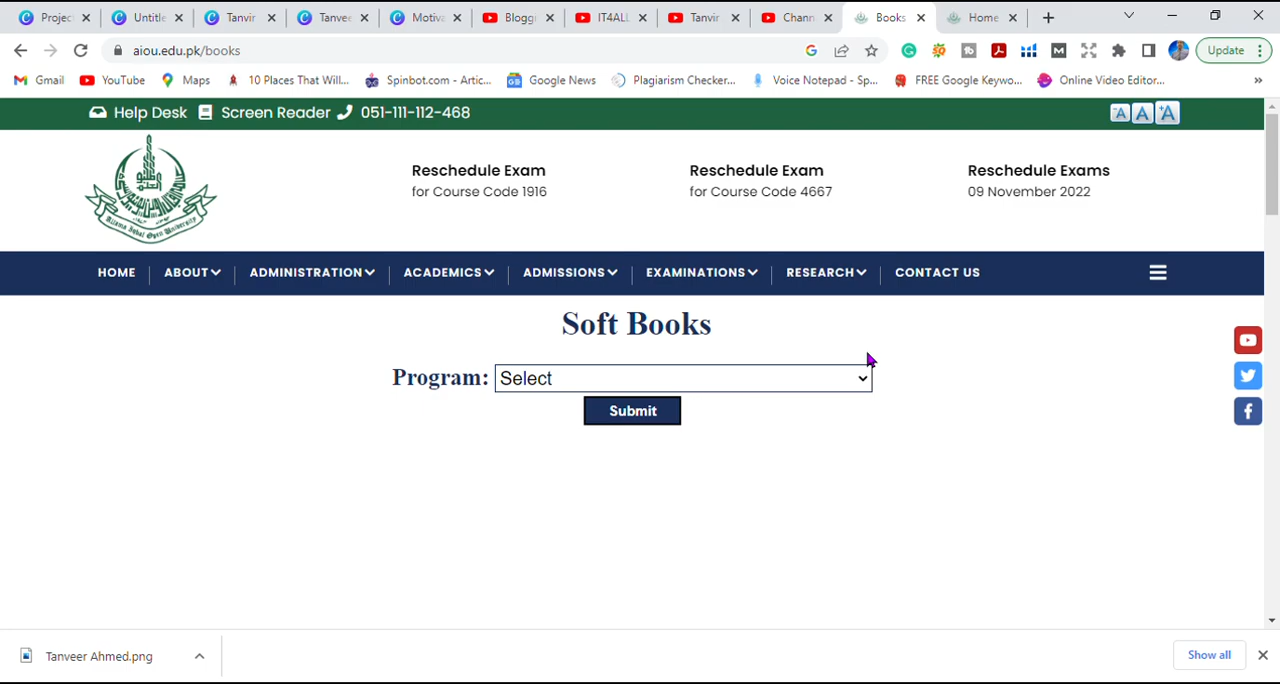 Projec
Untitle
Tanvir
Tanvee
Motiva
Bloggi
IT4ALL
Tanvir
Chann
Books
Home
aiou.edu.pk/books
Update
Gmail
YouTube
Maps
10 Places That Will...
Spinbot.com - Artic...
Google News
Plagiarism Checker...
Voice Notepad - Sp...
FREE Google Keywo...
Online Video Editor...
Help Desk Screen Reader 051-111-112-468
-A A +A
Allama Iqbal Open University
Reschedule Exam
for Course Code 1916
Reschedule Exam
for Course Code 4667
Reschedule Exams
09 November 2022
HOME ABOUT ADMINISTRATION ACADEMICS ADMISSIONS EXAMINATIONS RESEARCH CONTACT US
Soft Books
Program: Select
Submit
Tanveer Ahmed.png
Show all